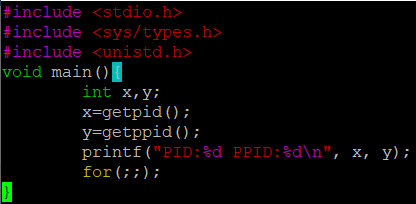 #include <stdio.h>
#include <sys/types.h>
#include <unistd.h>
void main(){
        int x,y;
        x=getpid();
        y=getppid();
        printf("PID:%d PPID:%d\n", x, y);
        for(;;);
}